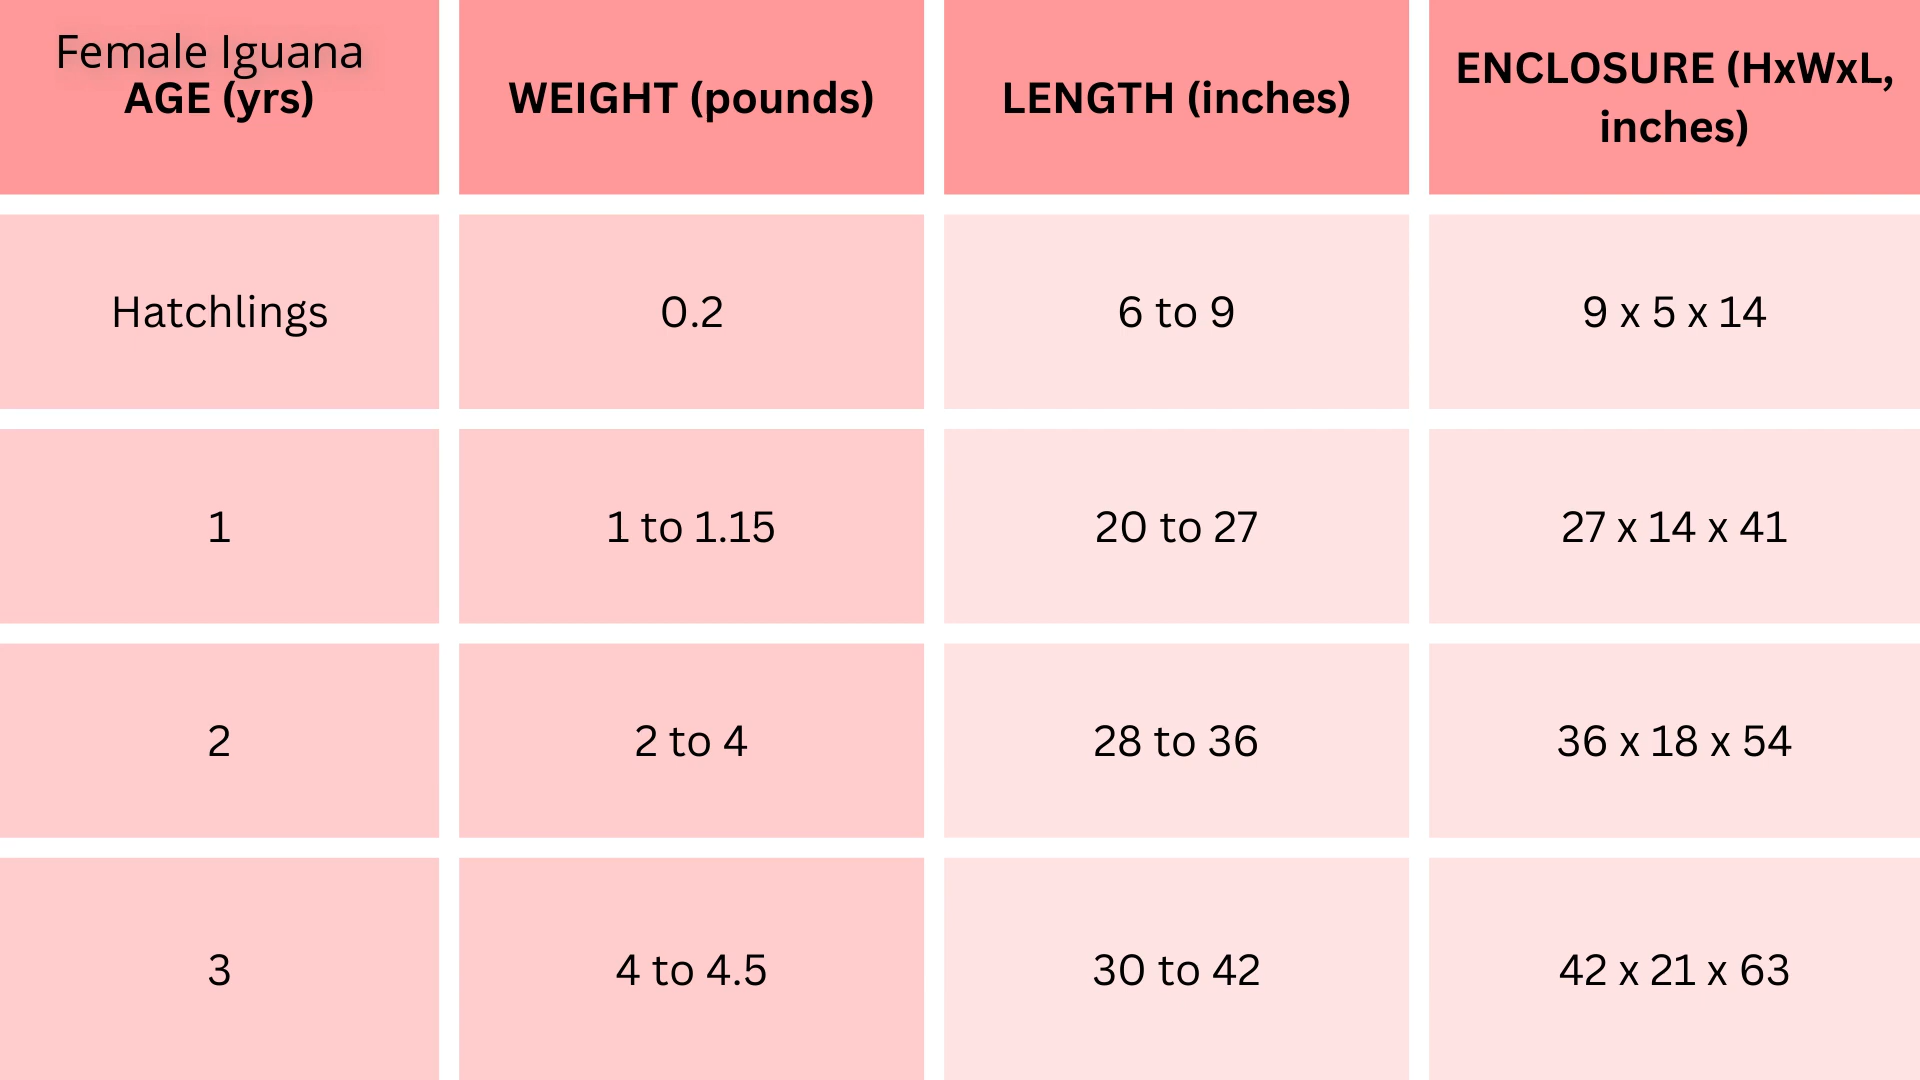 Female Iguana
AGE (yrs)
WEIGHT (pounds)
LENGTH (inches)
ENCLOSURE (HxWxL,
inches)
Hatchlings
0.2
6 to 9
9 x 5 x 14
1
1 to 1.15
20 to 27
27 x 14 x 41
2
2 to 4
28 to 36
36 x 18 x 54
3
4 to 4.5
30 to 42
42 x 21 x 63